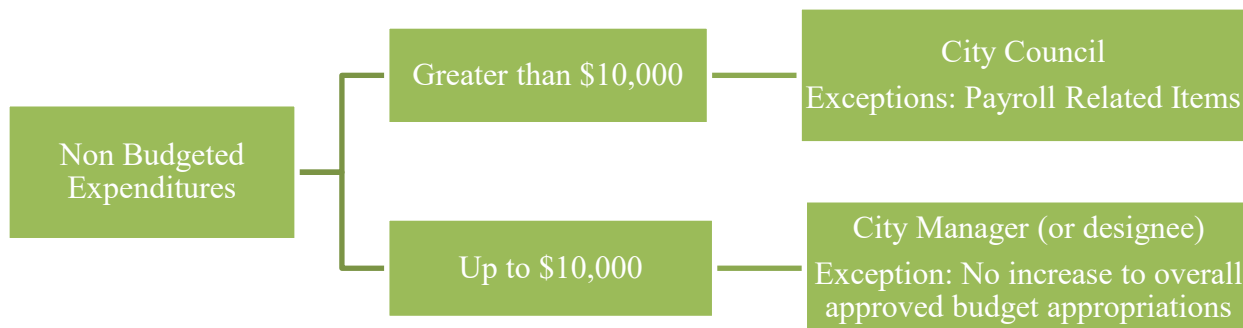 Non Budgeted
Expenditures
Greater than $10,000
City Council
Exceptions: Payroll Related Items
Up to $10,000
City Manager (or designee)
Exception: No increase to overall
approved budget appropriations